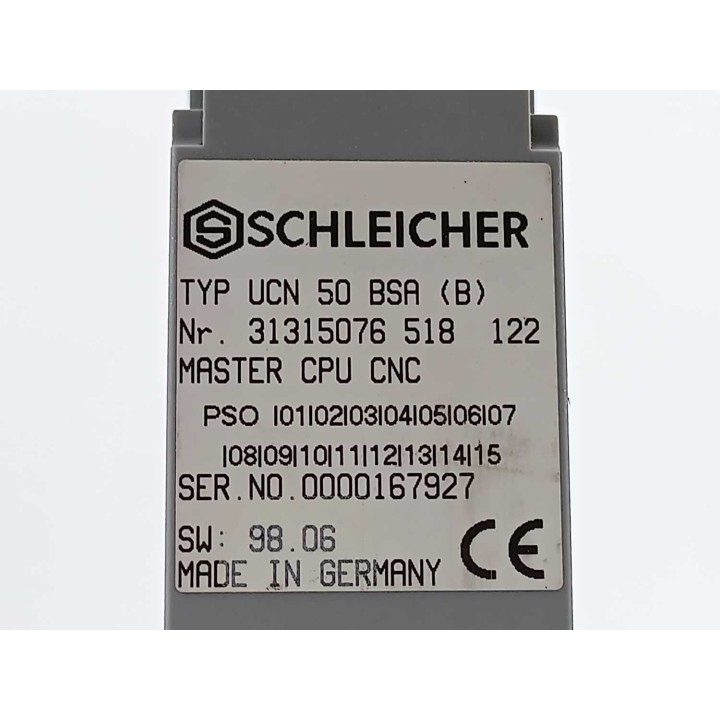 SCHLEICHER
TYP UCN 50 BSA (B)
Nr. 31315076 518 122
MASTER CPU CNC
PSO |01|02|03|04|05|06|07
|08|09|10|11|12|13|14|15
SER.NO.0000167927
SW: 98.06
MADE IN GERMANY CE